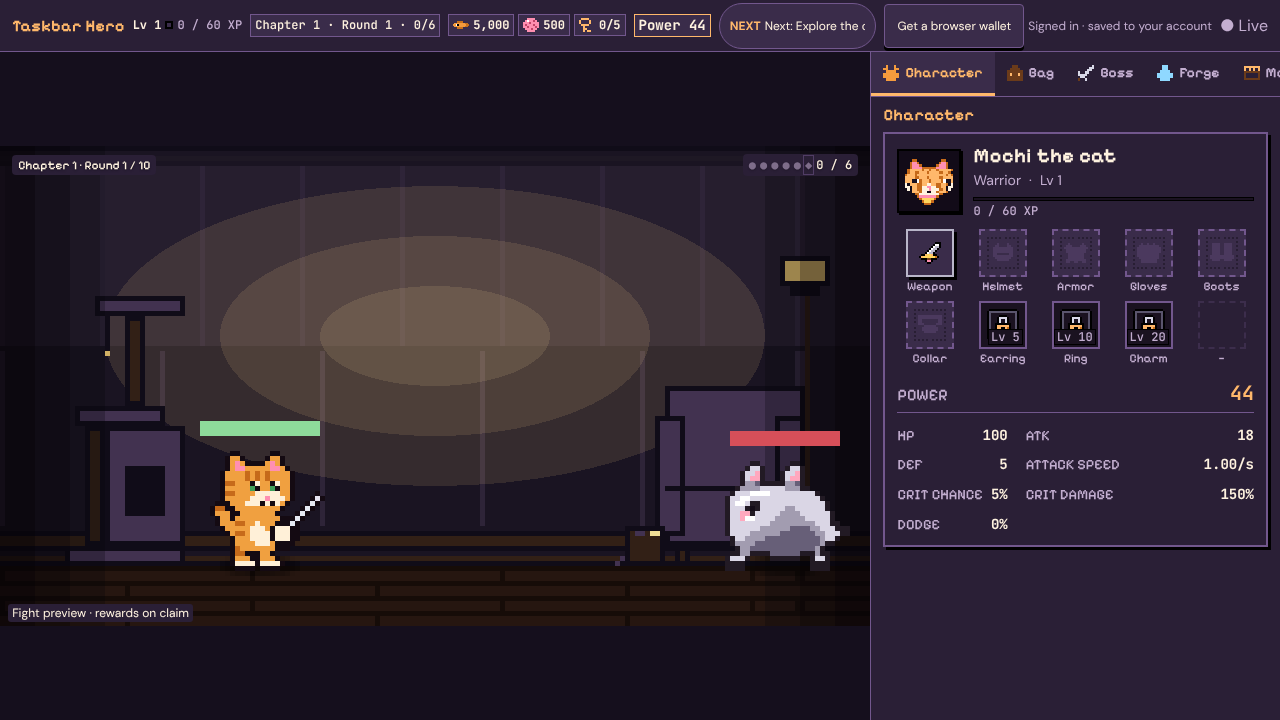 Taskbar Hero
Lv 1
0 / 60 XP
Chapter 1 · Round 1 · 0/6
5,000
500
0/5
Power 44
NEXT Next: Explore the
Get a browser wallet
Signed in · saved to your account
Live
Character
Bag
Boss
Forge
Chapter 1 · Round 1 / 10
0 / 6
Fight preview · rewards on claim
Character
Mochi the cat
Warrior · Lv 1
0 / 60 XP
Weapon
Helmet
Armor
Gloves
Boots
Lv 5
Lv 10
Lv 20
Collar
Earring
Ring
Charm
-
POWER 44
HP 100 ATK 18
DEF 5 ATTACK SPEED 1.00/s
CRIT CHANCE 5% CRIT DAMAGE 150%
DODGE 0%